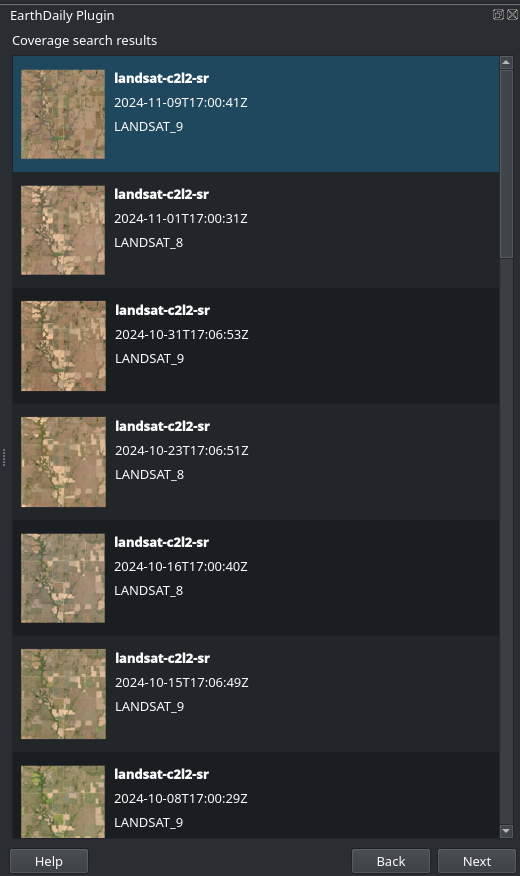 EarthDaily Plugin
Coverage search results
landsat-c2l2-sr
2024-11-09T17:00:41Z
LANDSAT_9
landsat-c2l2-sr
2024-11-01T17:00:31Z
LANDSAT_8
landsat-c2l2-sr
2024-10-31T17:06:53Z
LANDSAT_9
landsat-c2l2-sr
2024-10-23T17:06:51Z
LANDSAT_8
landsat-c2l2-sr
2024-10-16T17:00:40Z
LANDSAT_8
landsat-c2l2-sr
2024-10-15T17:06:49Z
LANDSAT_9
landsat-c2l2-sr
2024-10-08T17:00:29Z
LANDSAT_9
Help Back Next